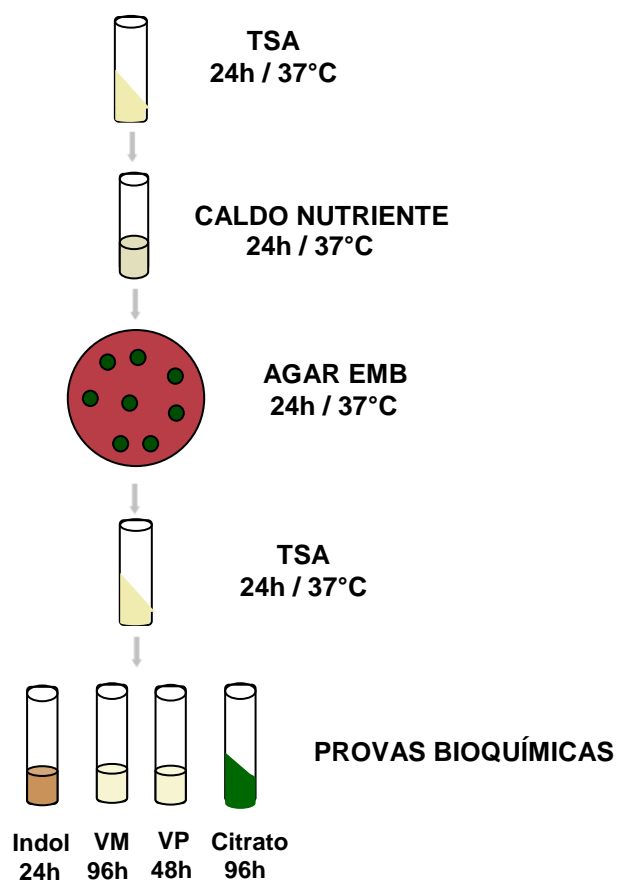 TSA
24h / 37°C
CALDO NUTRIENTE
24h / 37°C
AGAR EMB
24h / 37°C
TSA
24h / 37°C
PROVAS BIOQUÍMICAS
Indol VM VP Citrato
24h 96h 48h 96h